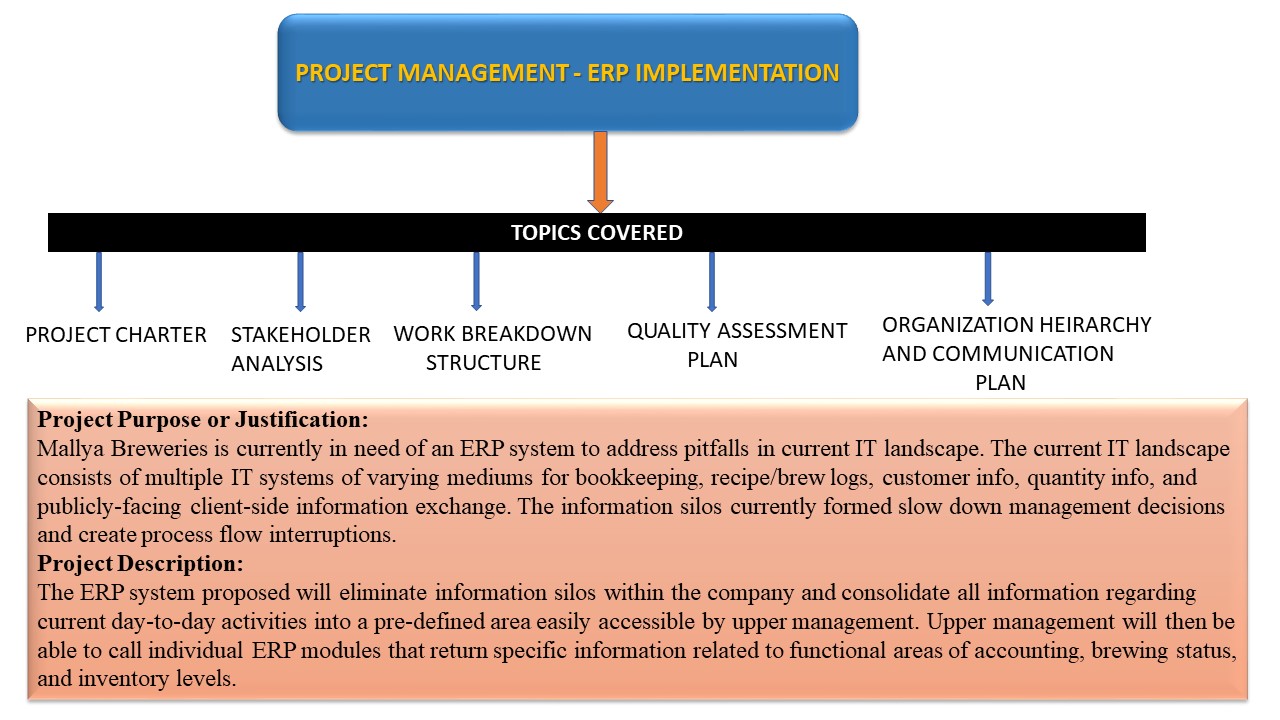 PROJECT MANAGEMENT - ERP IMPLEMENTATION
TOPICS COVERED
PROJECT CHARTER
STAKEHOLDER
ANALYSIS
WORK BREAKDOWN
STRUCTURE
QUALITY ASSESSMENT
PLAN
ORGANIZATION HEIRARCHY
AND COMMUNICATION
PLAN
Project Purpose or Justification:
Mallya Breweries is currently in need of an ERP system to address pitfalls in current IT landscape. The current IT landscape
consists of multiple IT systems of varying mediums for bookkeeping, recipe/brew logs, customer info, quantity info, and
publicly-facing client-side information exchange. The information silos currently formed slow down management decisions
and create process flow interruptions.
Project Description:
The ERP system proposed will eliminate information silos within the company and consolidate all information regarding
current day-to-day activities into a pre-defined area easily accessible by upper management. Upper management will then be
able to call individual ERP modules that return specific information related to functional areas of accounting, brewing status,
and inventory levels.